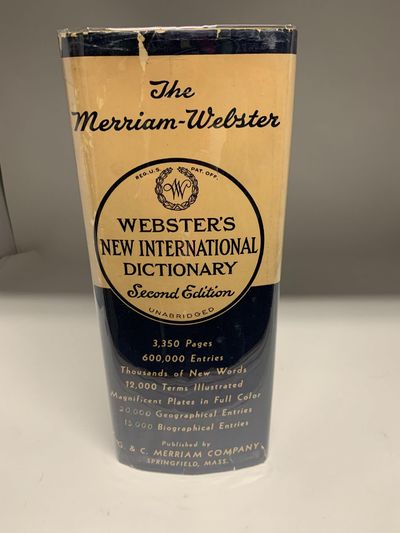 The
Merriam-Webster
REG. U.S. PAT. OFF.
W
WEBSTER'S
NEW INTERNATIONAL
DICTIONARY
Second Edition
UNABRIDGED
3,350 Pages
600,000 Entries
Thousands of New Words
12,000 Terms Illustrated
Magnificent Plates in Full Color
20,000 Geographical Entries
13,000 Biographical Entries
Published by
G. & C. MERRIAM COMPANY
SPRINGFIELD, MASS.